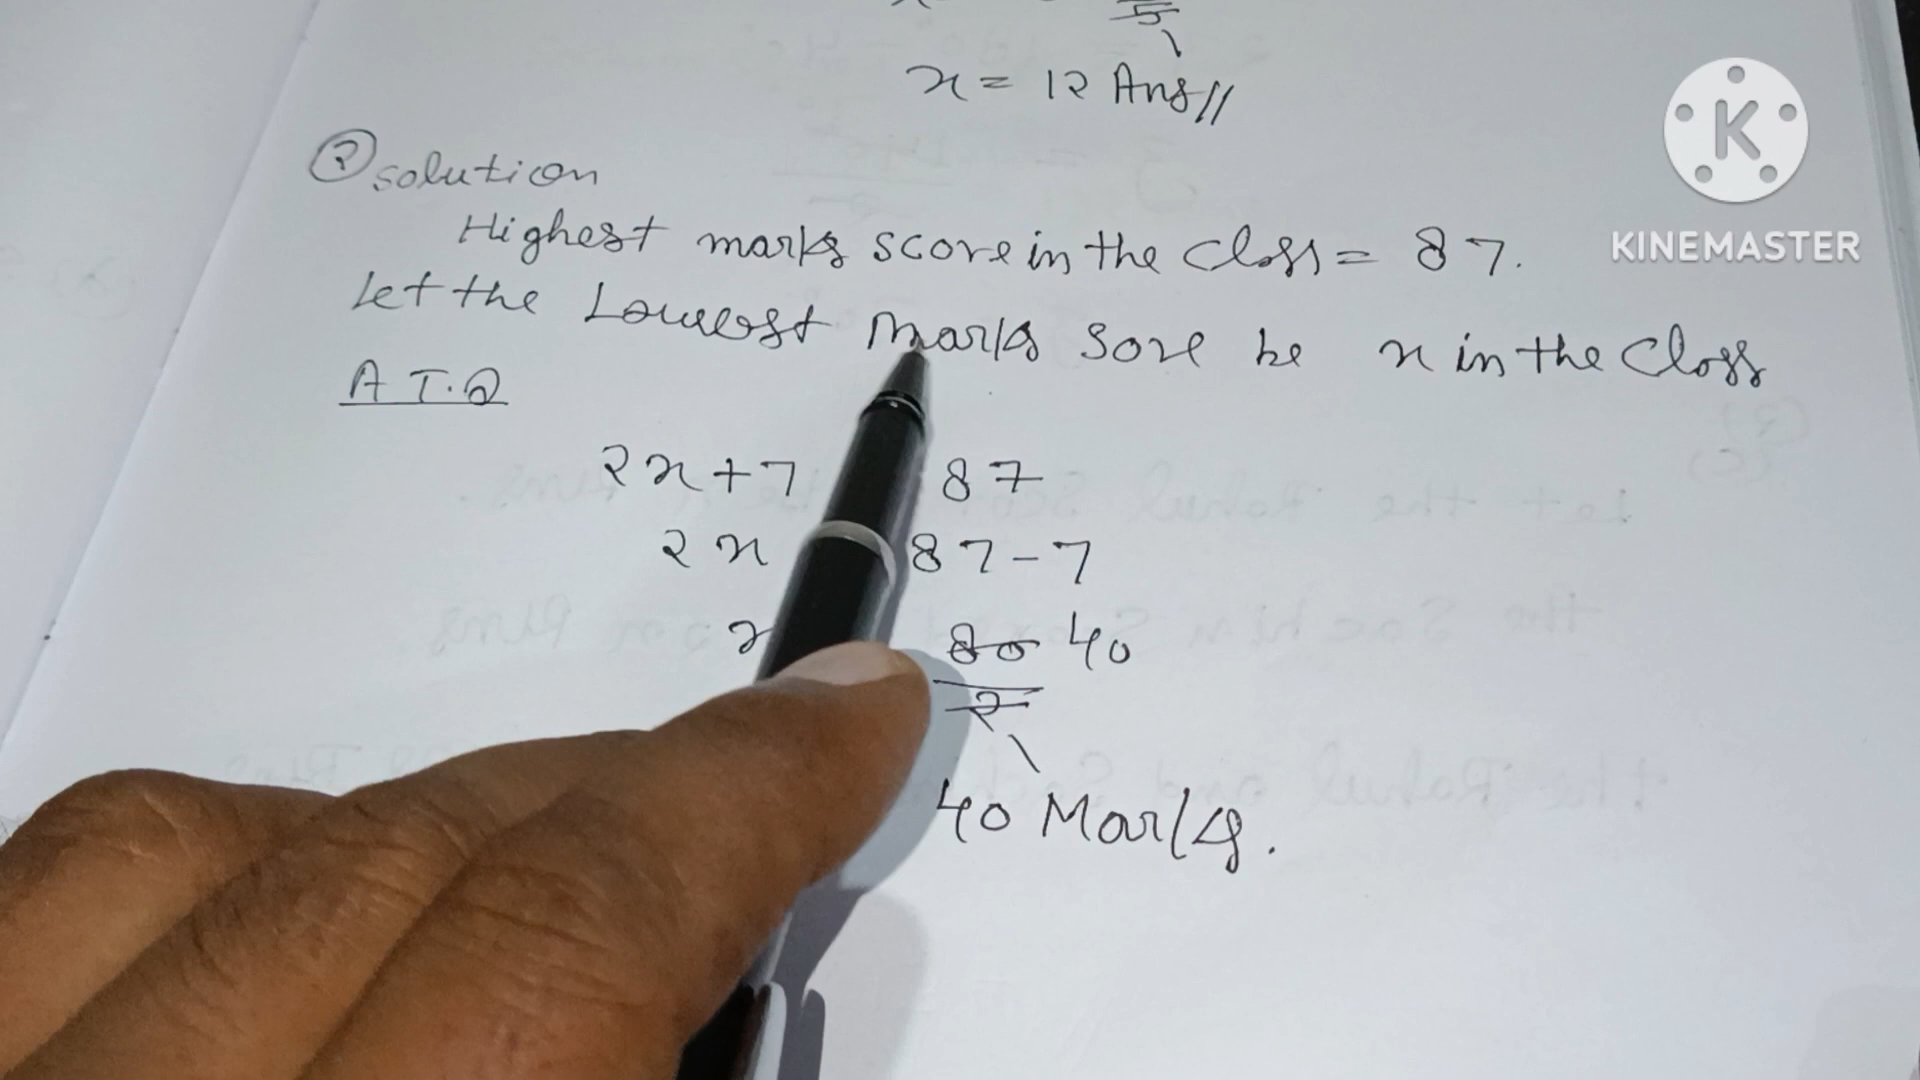 x = 12 Ans//
② solution
Highest marks score in the Class = 87.
Let the Lowest marks Sore be x in the Class
A T.Q
2x+7 87
2x 87-7
80 40
2
40 Marks.
K
KINEMASTER